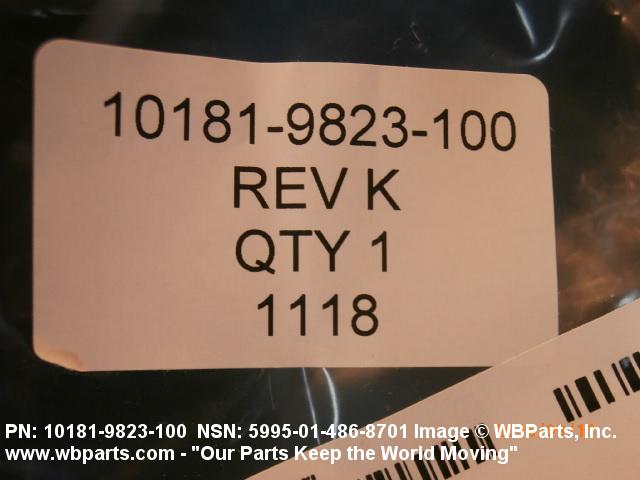 10181-9823-100
REV K
QTY 1
1118
PN: 10181-9823-100 NSN: 5995-01-486-8701 Image © WBParts, Inc.
www.wbparts.com - "Our Parts Keep the World Moving"